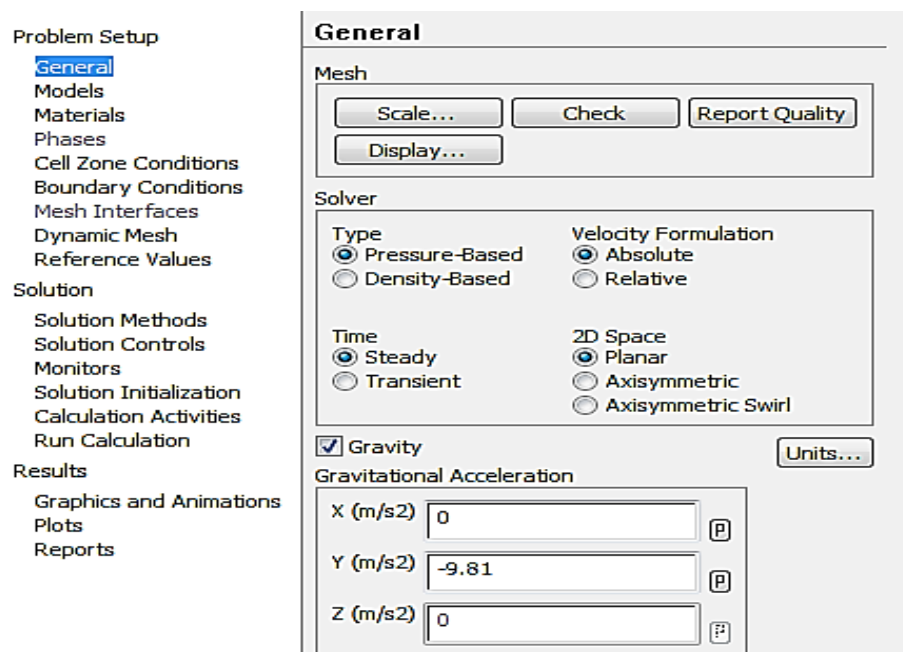 Problem Setup
General
Models
Materials
Phases
Cell Zone Conditions
Boundary Conditions
Mesh Interfaces
Dynamic Mesh
Reference Values
Solution
Solution Methods
Solution Controls
Monitors
Solution Initialization
Calculation Activities
Run Calculation
Results
Graphics and Animations
Plots
Reports
General
Mesh
Scale... Check Report Quality
Display...
Solver
Type Velocity Formulation
Pressure-Based Absolute
Density-Based Relative
Time 2D Space
Steady Planar
Transient Axisymmetric
Axisymmetric Swirl
Gravity Units...
Gravitational Acceleration
X (m/s2) 0 P
Y (m/s2) -9.81 P
Z (m/s2) 0 P